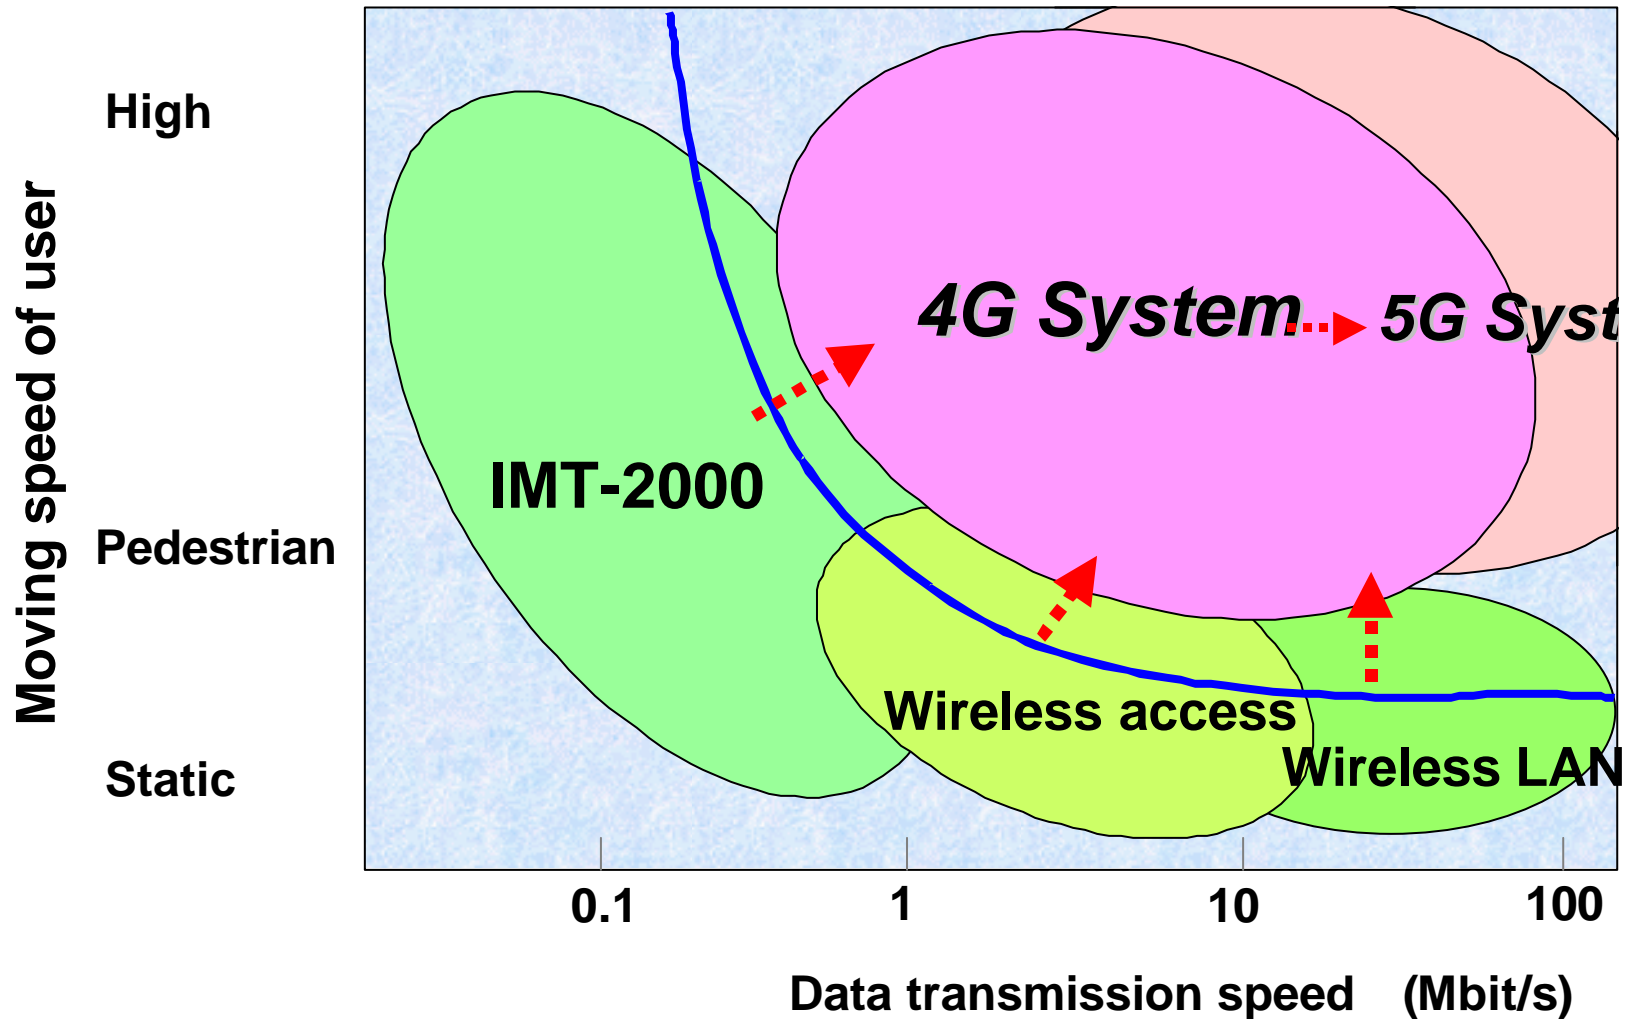 High
Moving speed of user
4G System
5G Syst
IMT-2000
Pedestrian
Wireless access
Wireless LAN
Static
0.1
1
10
100
Data transmission speed (Mbit/s)